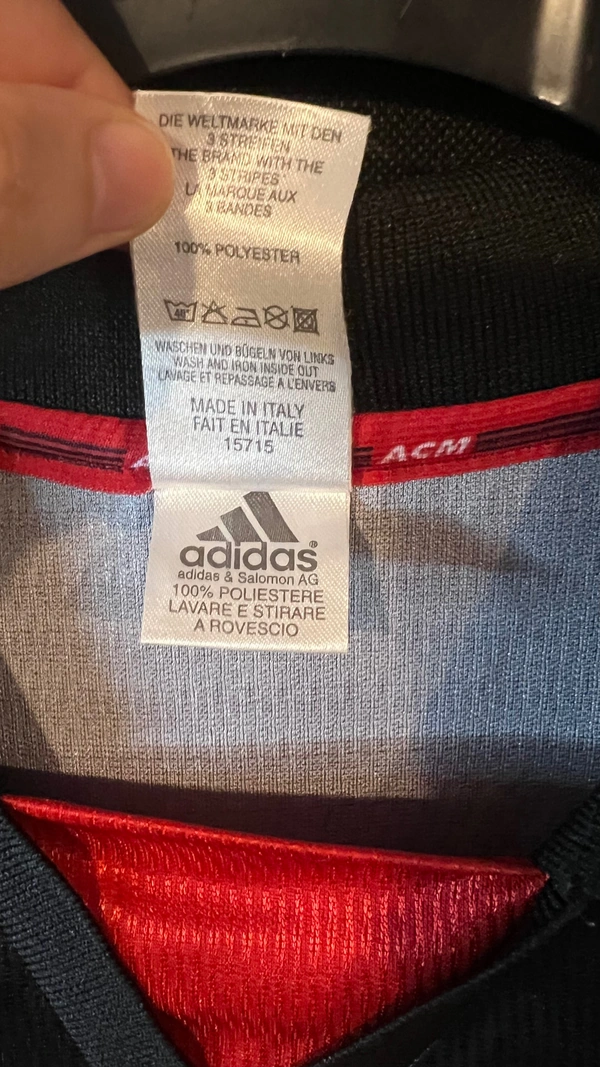 DIE WELTMARKE MIT DEN
3 STREIFEN
THE BRAND WITH THE
3 STRIPES
LA MARQUE AUX
3 BANDES
100% POLYESTER
40°
WASCHEN UND BÜGELN VON LINKS
WASH AND IRON INSIDE OUT
LAVAGE ET REPASSAGE A L'ENVERS
MADE IN ITALY
FAIT EN ITALIE
15715
ACM
adidas®
adidas & Salomon AG
100% POLIESTERE
LAVARE E STIRARE
A ROVESCIO